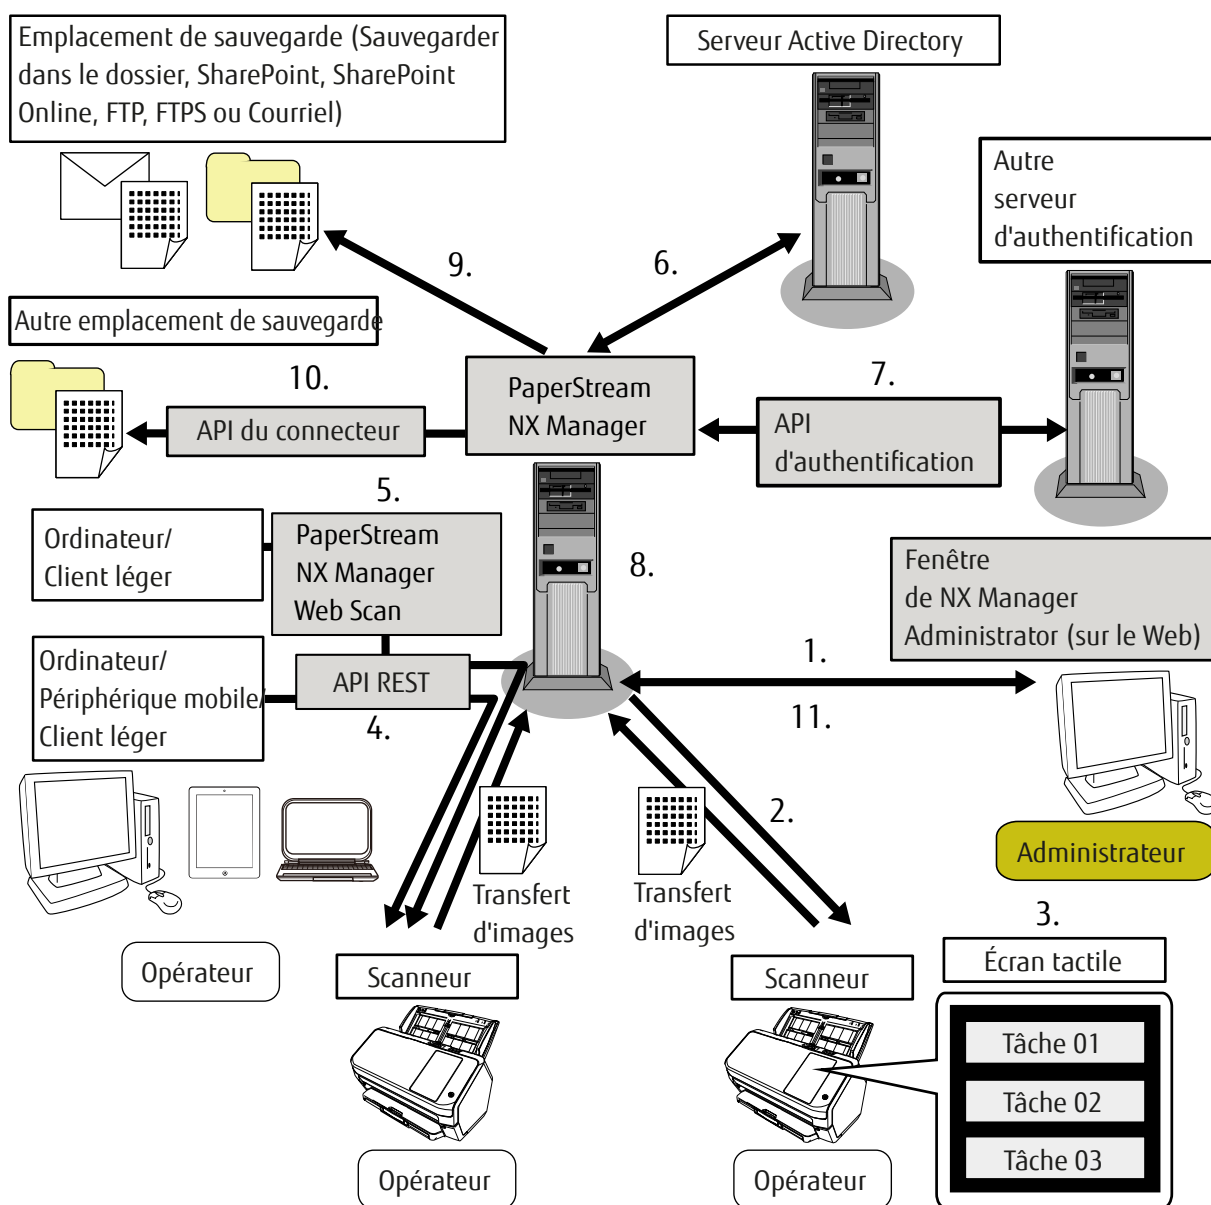 Emplacement de sauvegarde (Sauvegarder
dans le dossier, SharePoint, SharePoint
Online, FTP, FTPS ou Courriel)
Serveur Active Directory
Autre
serveur
d'authentification
9.
6.
Autre emplacement de sauvegarde
10.
API du connecteur
PaperStream
NX Manager
7.
API
d'authentification
5.
Ordinateur/
Client léger
PaperStream
NX Manager
Web Scan
8.
Fenêtre
de NX Manager
Administrator (sur le Web)
Ordinateur/
Périphérique mobile/
Client léger
API REST
4.
1.
11.
2.
Transfert
d'images
Transfert
d'images
Administrateur
3.
Opérateur
Scanneur
Scanneur
Écran tactile
Tâche 01
Tâche 02
Tâche 03
Opérateur
Opérateur